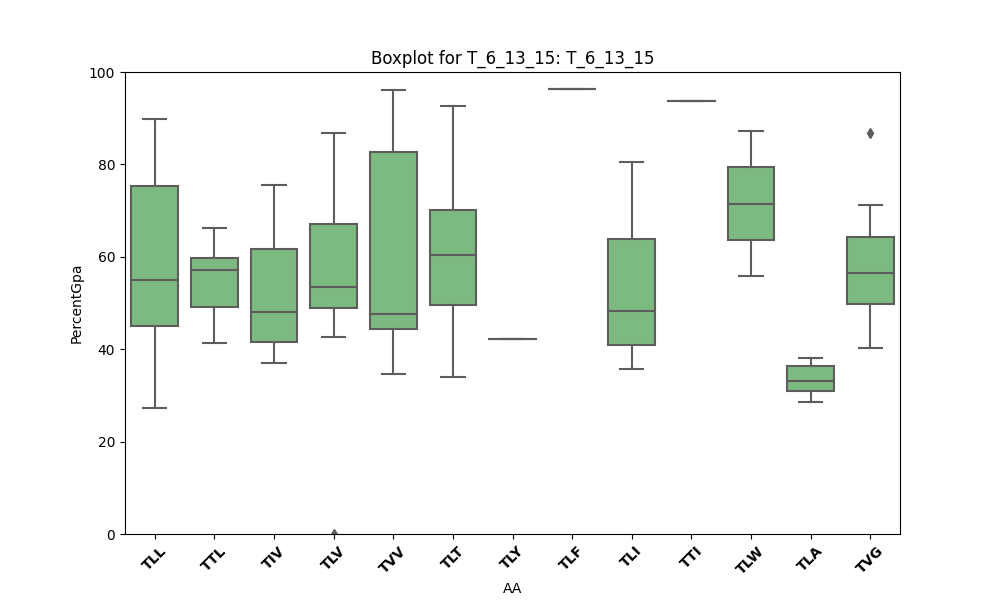 Boxplot for T_6_13_15: T_6_13_15
100
80
60
40
20
0
PercentGpa
TLL TTL TIV TLV TVV TLT TLY TLF TLI TTI TLW TLA TVG
AA